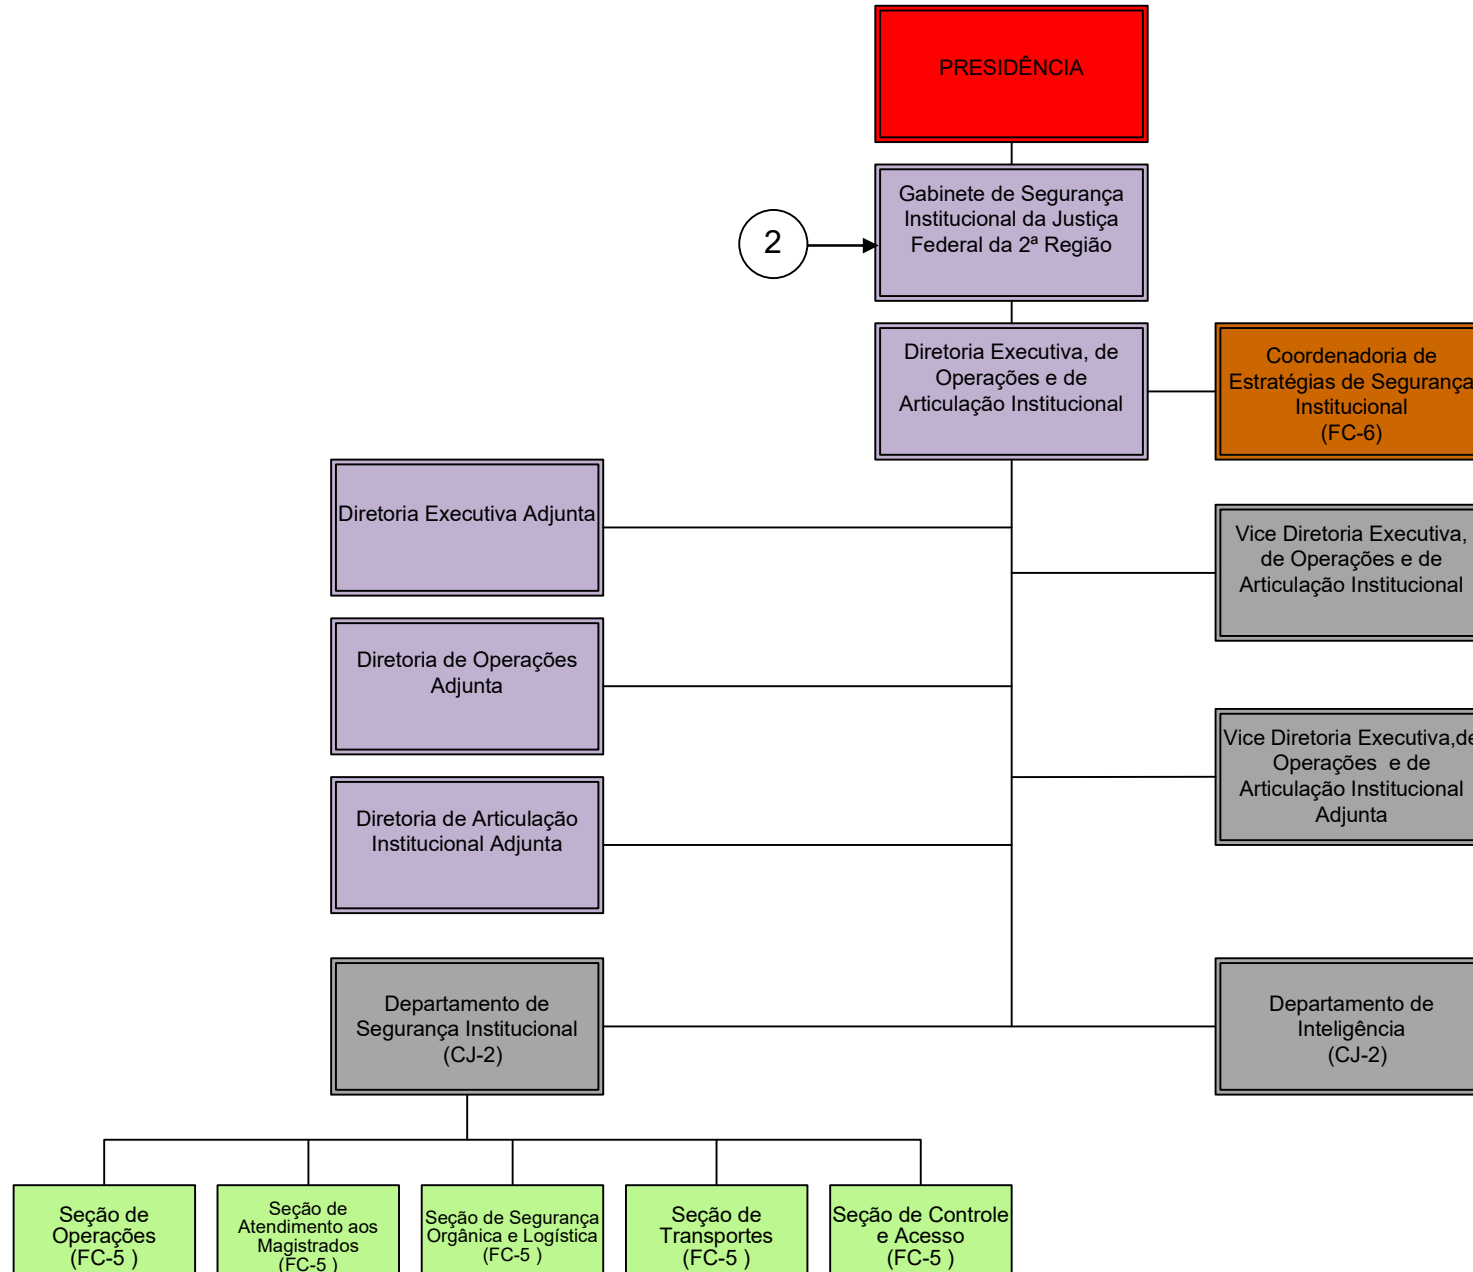 PRESIDÊNCIA
Gabinete de Segurança
Institucional da Justiça
Federal da 2ª Região
2
Diretoria Executiva, de
Operações e de
Articulação Institucional
Coordenadoria de
Estratégias de Segurança
Institucional
(FC-6)
Diretoria Executiva Adjunta
Vice Diretoria Executiva,
de Operações e de
Articulação Institucional
Diretoria de Operações
Adjunta
Vice Diretoria Executiva,de
Operações e de
Articulação Institucional
Adjunta
Diretoria de Articulação
Institucional Adjunta
Departamento de
Segurança Institucional
(CJ-2)
Departamento de
Inteligência
(CJ-2)
Seção de
Operações
(FC-5 )
Seção de
Atendimento aos
Magistrados
(FC-5 )
Seção de Segurança
Orgânica e Logística
(FC-5 )
Seção de
Transportes
(FC-5 )
Seção de Controle
e Acesso
(FC-5 )